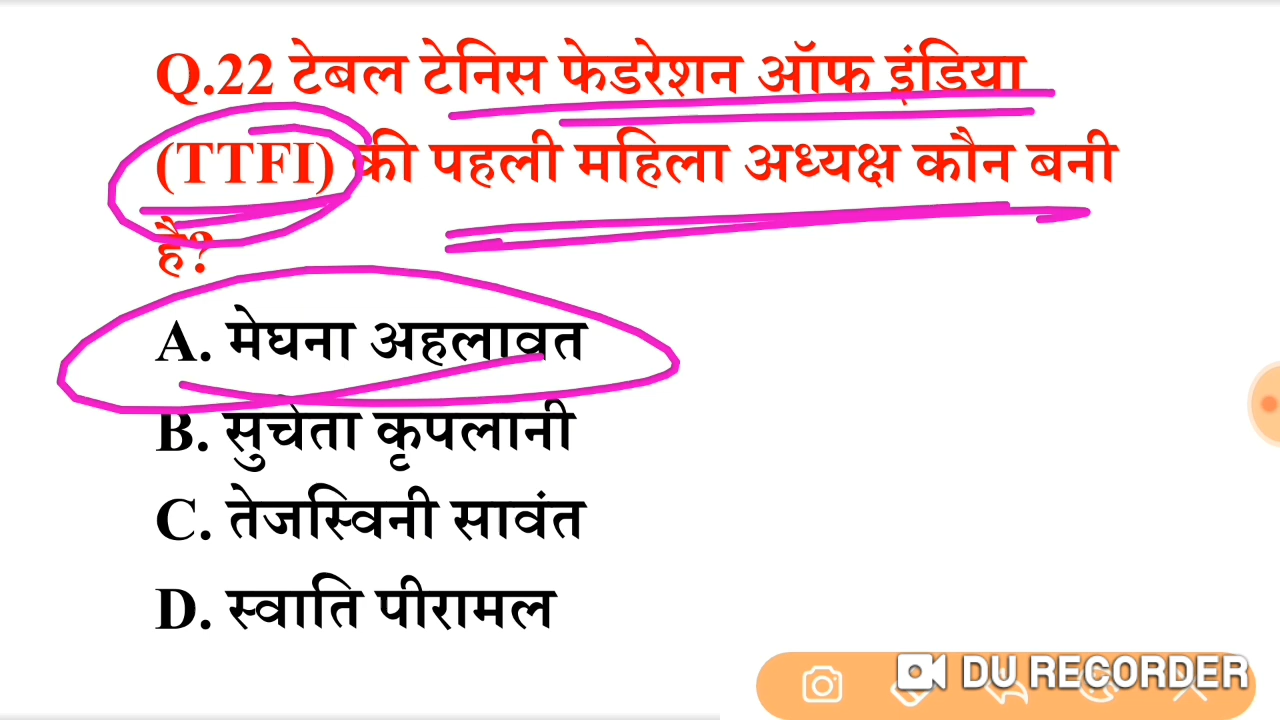 Q.22 टेबल टेनिस फेडरेशन ऑफ इंडिया
(TTFI) की पहली महिला अध्यक्ष कौन बनी
है?
A. मेघना अहलावत
B. सुचेता कृपलानी
C. तेजस्विनी सावंत
D. स्वाति पीरामल
DU RECORDER